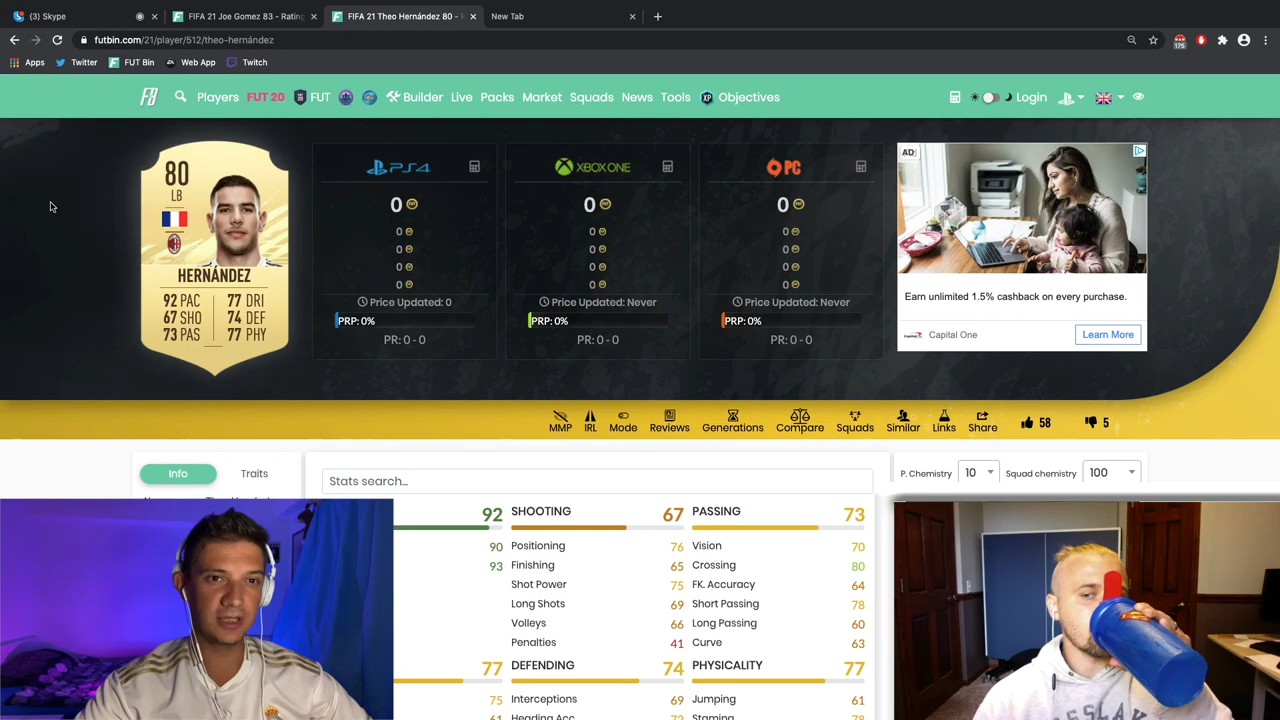 (3) Skype
FIFA 21 Joe Gomez 83 - Rating
FIFA 21 Theo Hernández 80 - R
New Tab
futbin.com/21/player/512/theo-hernández
175
Apps Twitter FUT Bin Web App Twitch
Players FUT 20 FUT Builder Live Packs Market Squads News Tools XP Objectives Login
80
LB
HERNÁNDEZ
92 PAC 77 DRI
67 SHO 74 DEF
73 PAS 77 PHY
PS4
0
0
0
0
0
Price Updated: 0
PRP: 0%
PR: 0 - 0
XBOX ONE
0
0
0
0
0
Price Updated: Never
PRP: 0%
PR: 0 - 0
PC
0
0
0
0
0
Price Updated: Never
PRP: 0%
PR: 0 - 0
AD
Earn unlimited 1.5% cashback on every purchase.
Capital One
Learn More
MMP IRL Mode Reviews Generations Compare Squads Similar Links Share 58 5
Info Traits
Stats search...
P. Chemistry 10 Squad chemistry 100
92 SHOOTING 67 PASSING 73
90 Positioning 76 Vision 70
93 Finishing 65 Crossing 80
Shot Power 75 FK. Accuracy 64
Long Shots 69 Short Passing 78
Volleys 66 Long Passing 60
Penalties 41 Curve 63
77 DEFENDING 74 PHYSICALITY 77
75 Interceptions 69 Jumping 61
61 Heading Acc. 72 Stamina 78